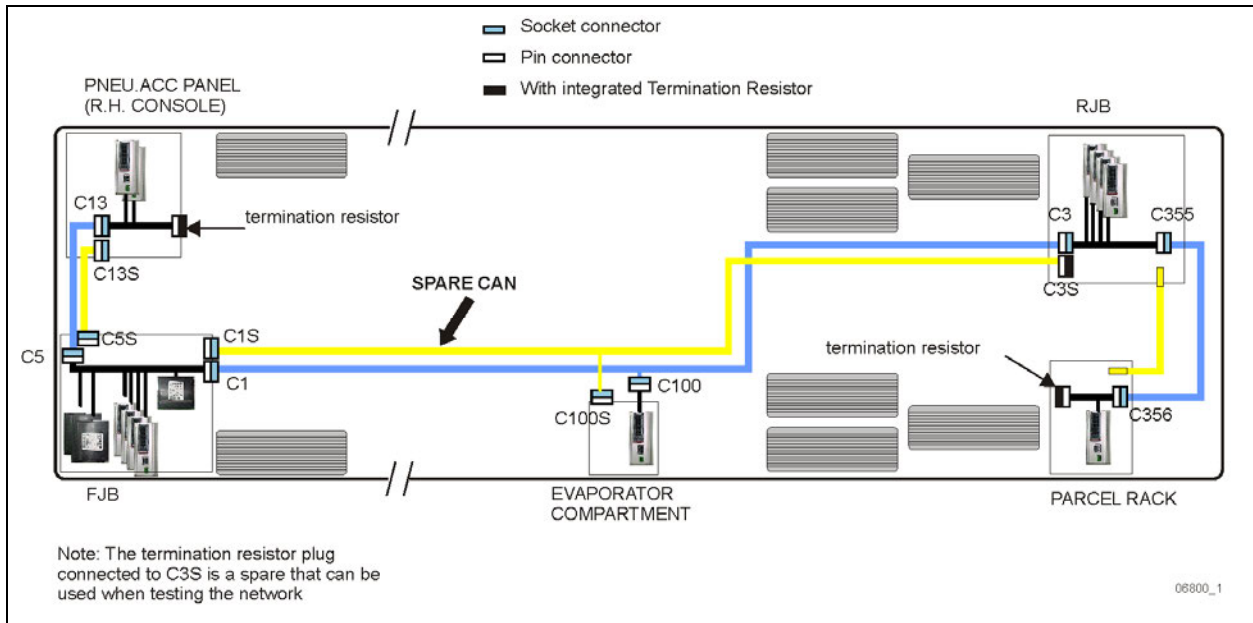 Socket connector
Pin connector
With integrated Termination Resistor
PNEU.ACC PANEL
(R.H. CONSOLE)
RJB
C13
termination resistor
C3
C355
C13S
SPARE CAN
C3S
C5S
C1S
C5
termination resistor
C1
C100
C100S
C356
FJB
EVAPORATOR
COMPARTMENT
PARCEL RACK
Note: The termination resistor plug
connected to C3S is a spare that can be
used when testing the network
06800_1